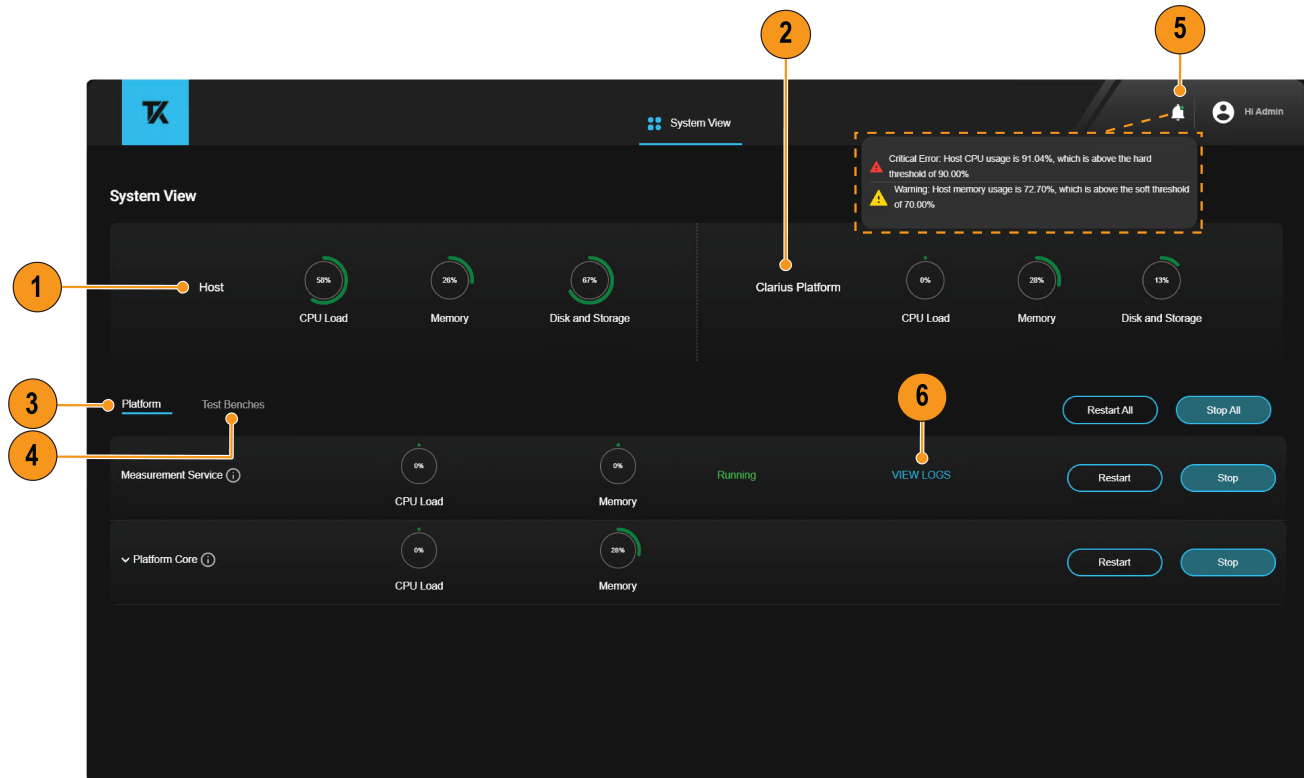 2
5
TK
System View
Hi Admin
Critical Error: Host CPU usage is 91.04%, which is above the hard
threshold of 90.00%
Warning: Host memory usage is 72.70%, which is above the soft threshold
of 70.00%
System View
1
Host
58%
CPU Load
26%
Memory
67%
Disk and Storage
Clarius Platform
0%
CPU Load
28%
Memory
13%
Disk and Storage
3
Platform
Test Benches
4
6
Restart All
Stop All
Measurement Service
0%
CPU Load
0%
Memory
Running
VIEW LOGS
Restart
Stop
Platform Core
0%
CPU Load
28%
Memory
Restart
Stop